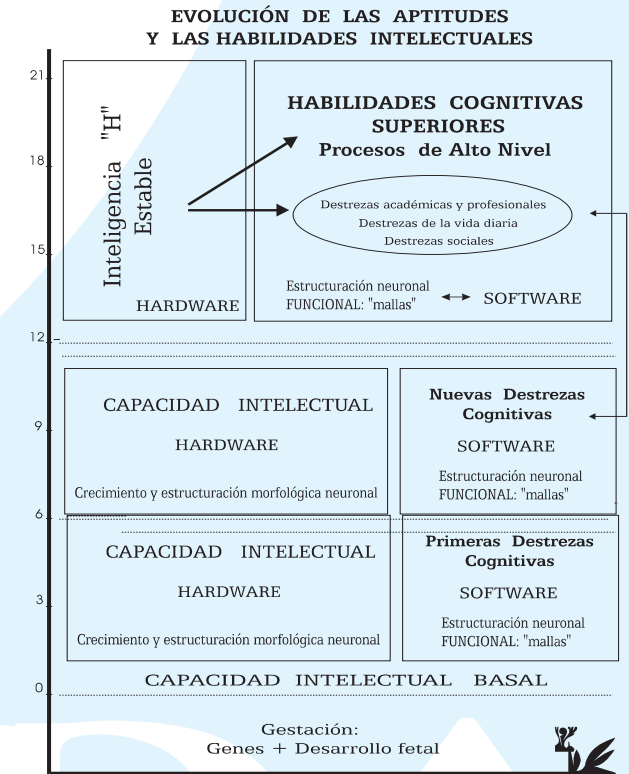 EVOLUCIÓN DE LAS APTITUDES
Y LAS HABILIDADES INTELECTUALES
21
18
15
12
9
6
3
0
Inteligencia "H"
Estable
HARDWARE
HABILIDADES COGNITIVAS
SUPERIORES
Procesos de Alto Nivel
Destrezas académicas y profesionales
Destrezas de la vida diaria
Destrezas sociales
Estructuración neuronal
FUNCIONAL: "mallas"
SOFTWARE
CAPACIDAD INTELECTUAL
HARDWARE
Crecimiento y estructuración morfológica neuronal
Nuevas Destrezas
Cognitivas
SOFTWARE
Estructuración neuronal
FUNCIONAL: "mallas"
CAPACIDAD INTELECTUAL
HARDWARE
Crecimiento y estructuración morfológica neuronal
Primeras Destrezas
Cognitivas
SOFTWARE
Estructuración neuronal
FUNCIONAL: "mallas"
CAPACIDAD INTELECTUAL BASAL
Gestación:
Genes + Desarrollo fetal